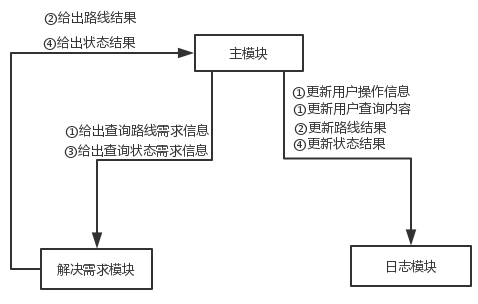 ②给出路线结果
④给出状态结果
主模块
①给出查询路线需求信息
③给出查询状态需求信息
①更新用户操作信息
①更新用户查询内容
②更新路线结果
④更新状态结果
解决需求模块
日志模块